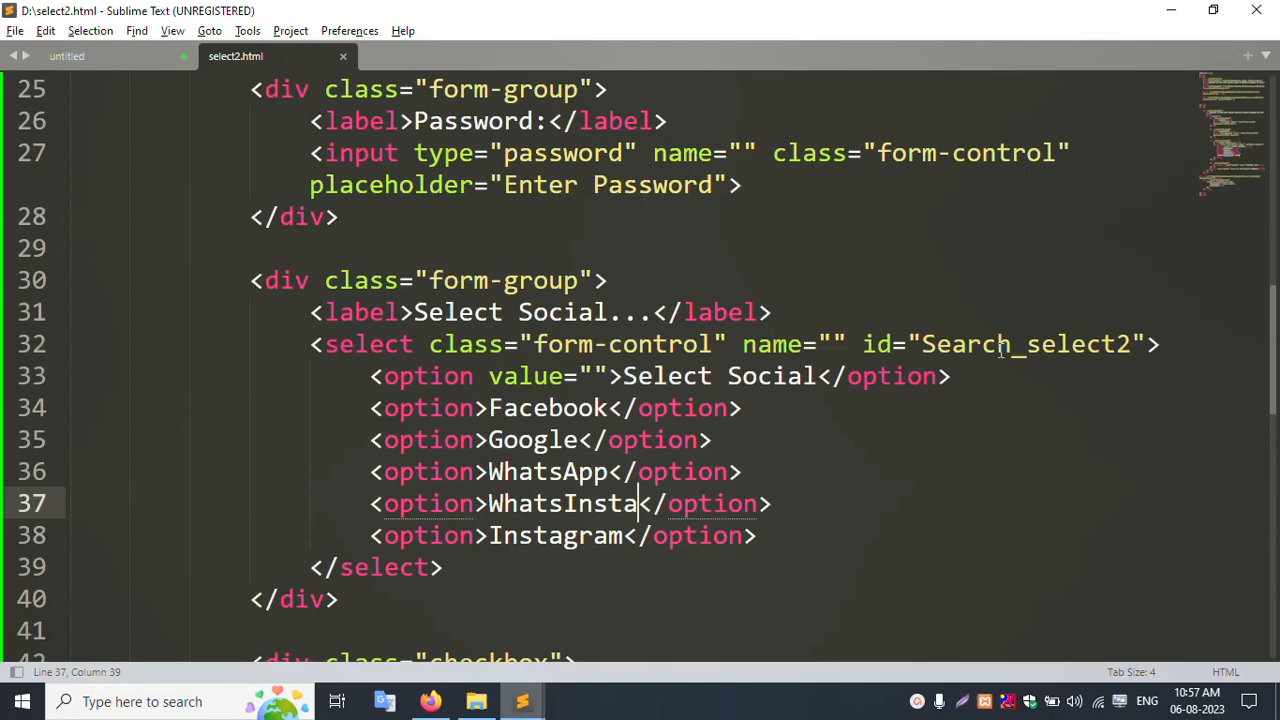 D:\select2.html - Sublime Text (UNREGISTERED)
File Edit Selection Find View Goto Tools Project Preferences Help
untitled select2.html
25 <div class="form-group">
26 <label>Password:</label>
27 <input type="password" name="" class="form-control"
placeholder="Enter Password">
28 </div>
29
30 <div class="form-group">
31 <label>Select Social...</label>
32 <select class="form-control" name="" id="Search_select2">
33 <option value="">Select Social</option>
34 <option>Facebook</option>
35 <option>Google</option>
36 <option>WhatsApp</option>
37 <option>WhatsInsta</option>
38 <option>Instagram</option>
39 </select>
40 </div>
41
42 <div class="checkbox">
Line 37, Column 39 Tab Size: 4 HTML
Type here to search ENG 10:57 AM
06-08-2023